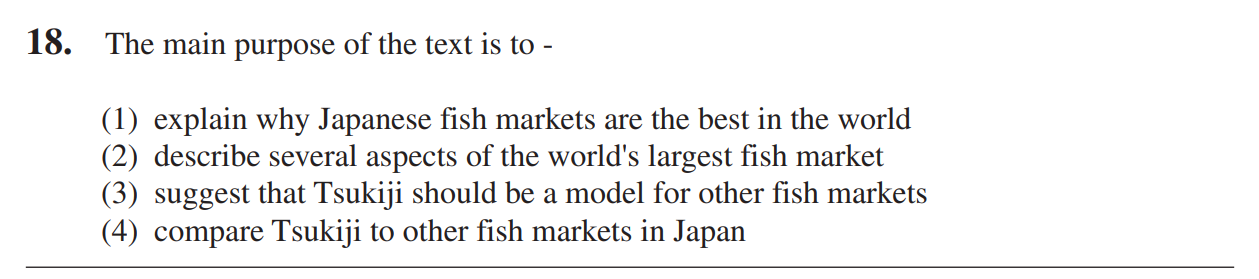 18. The main purpose of the text is to -
(1) explain why Japanese fish markets are the best in the world
(2) describe several aspects of the world's largest fish market
(3) suggest that Tsukiji should be a model for other fish markets
(4) compare Tsukiji to other fish markets in Japan